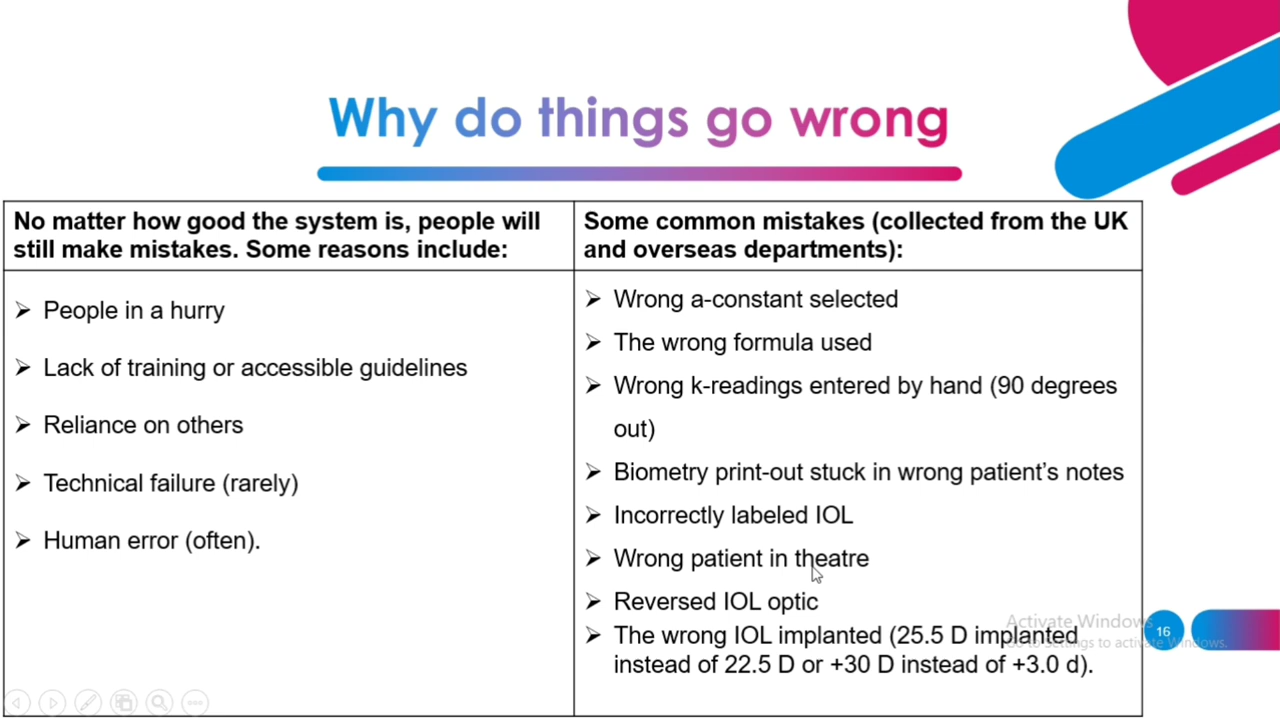 Why do things go wrong
No matter how good the system is, people will
still make mistakes. Some reasons include:
➢ People in a hurry
➢ Lack of training or accessible guidelines
➢ Reliance on others
➢ Technical failure (rarely)
➢ Human error (often).
Some common mistakes (collected from the UK
and overseas departments):
➢ Wrong a-constant selected
➢ The wrong formula used
➢ Wrong k-readings entered by hand (90 degrees
out)
➢ Biometry print-out stuck in wrong patient’s notes
➢ Incorrectly labeled IOL
➢ Wrong patient in theatre
➢ Reversed IOL optic
➢ The wrong IOL implanted (25.5 D implanted
instead of 22.5 D or +30 D instead of +3.0 d).
Activate Windows
Go to Settings to activate Windows.
16